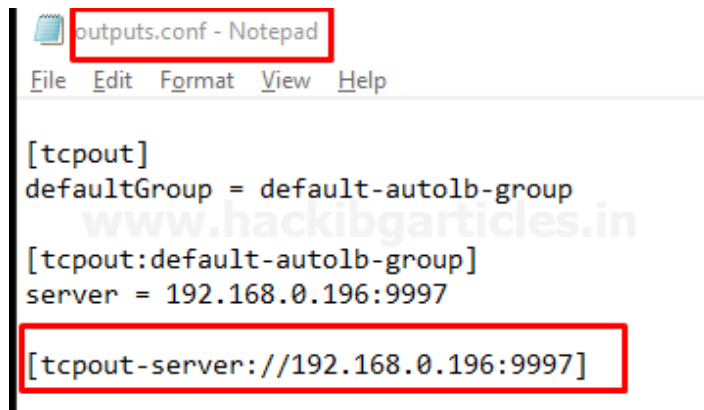 outputs.conf - Notepad
File Edit Format View Help
[tcpout]
defaultGroup = default-autolb-group
www.hackibgarticles.in
[tcpout:default-autolb-group]
server = 192.168.0.196:9997
[tcpout-server://192.168.0.196:9997]